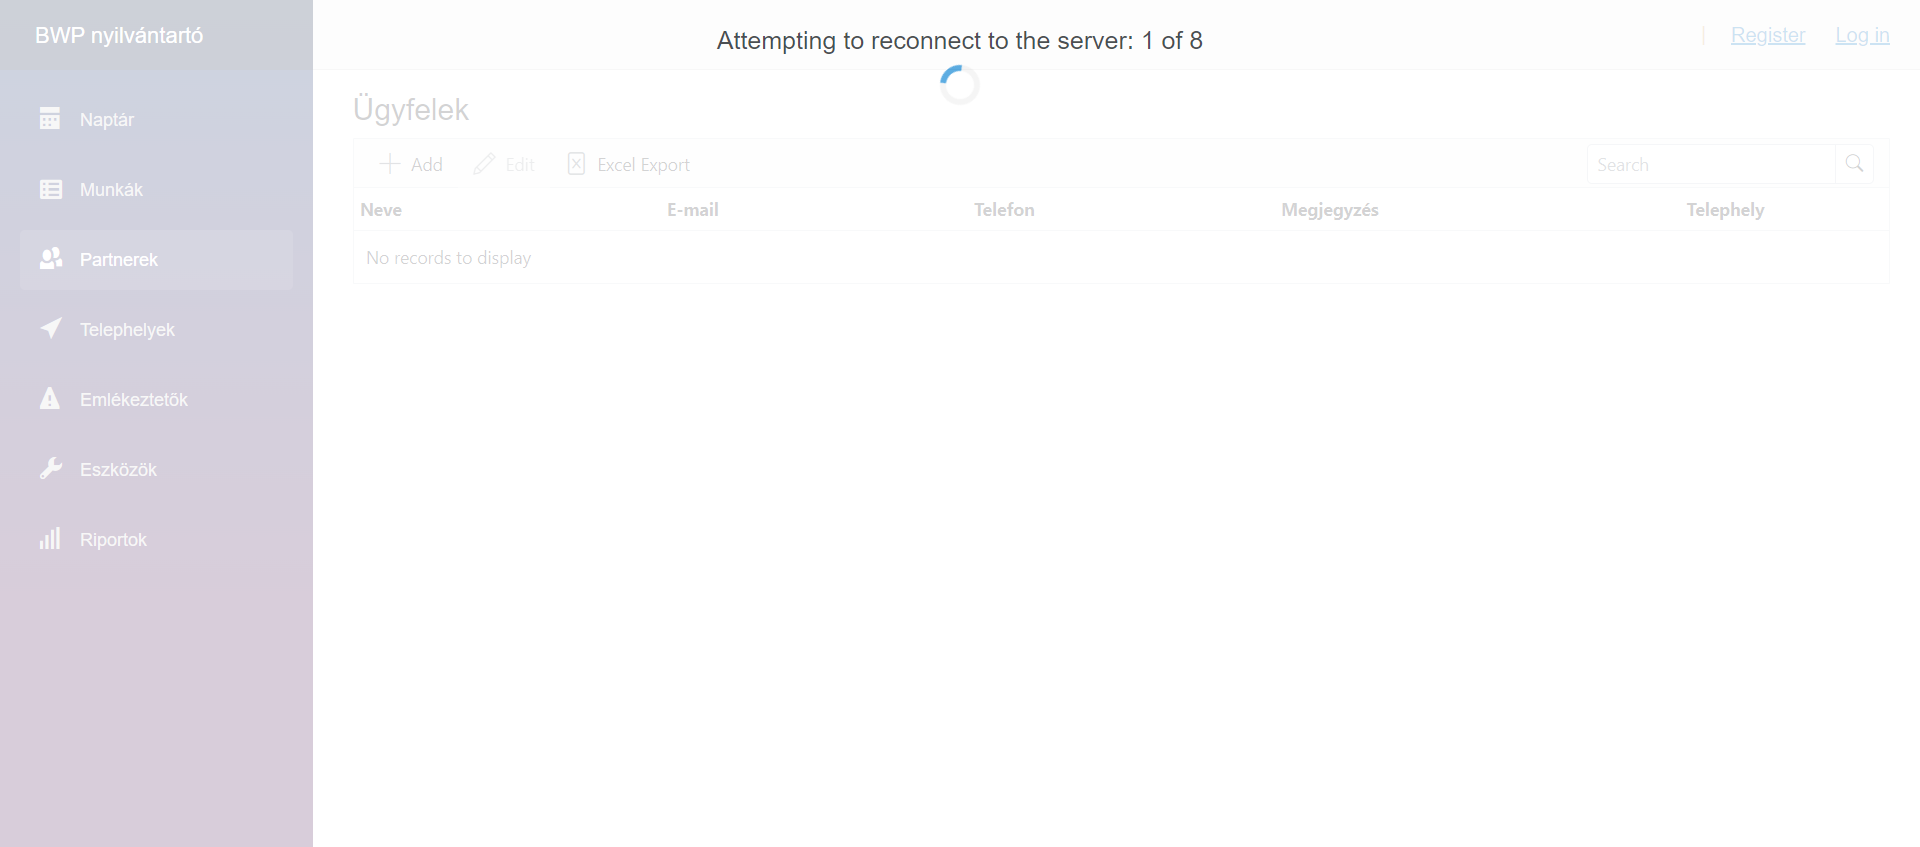 BWP nyilvántartó
Attempting to reconnect to the server: 1 of 8
Register
Log in
Naptár
Munkák
Partnerek
Telephelyek
Emlékeztetők
Eszközök
Riportok
Ügyfelek
Add
Edit
Excel Export
Search
Neve E-mail Telefon Megjegyzés Telephely
No records to display